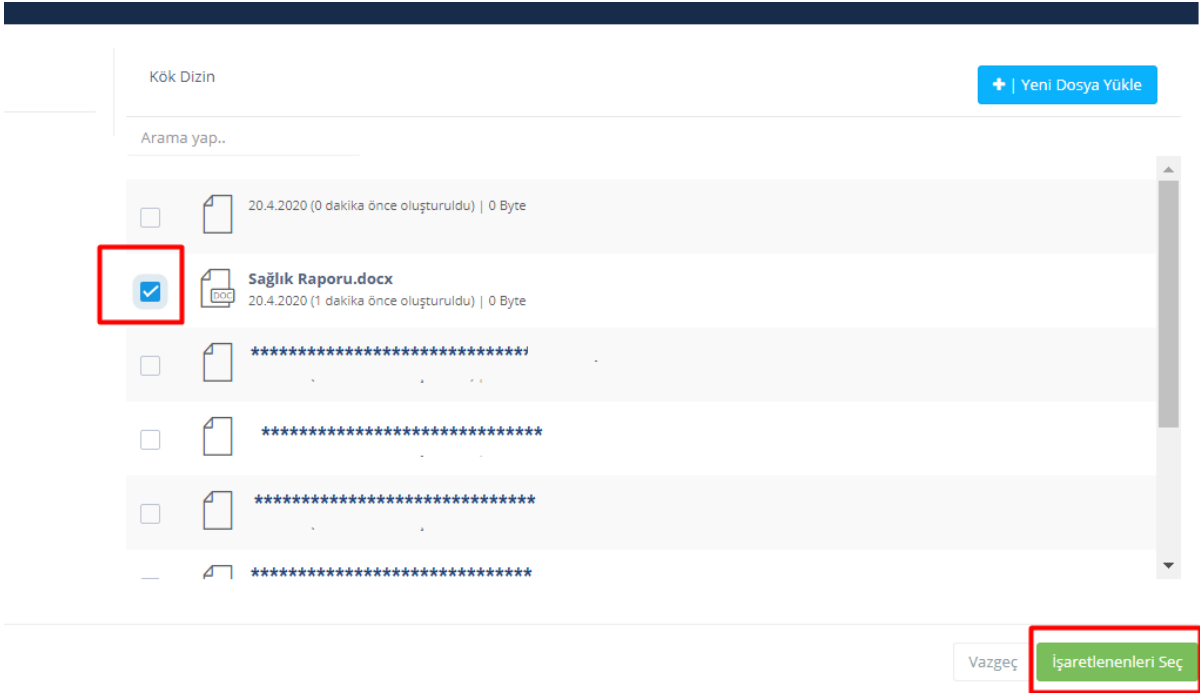 Kök Dizin
+ | Yeni Dosya Yükle
Arama yap..
20.4.2020 (0 dakika önce oluşturuldu) | 0 Byte
Sağlık Raporu.docx
DOC
20.4.2020 (1 dakika önce oluşturuldu) | 0 Byte
******************************
******************************
******************************
******************************
Vazgeç
İşaretlenenleri Seç